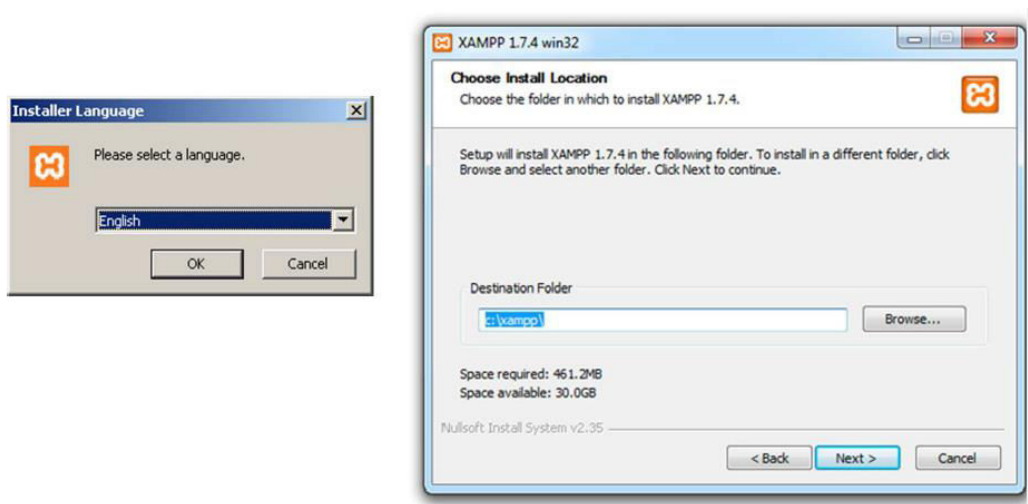 Installer Language
Please select a language.
English
OK
Cancel
XAMPP 1.7.4 win32
Choose Install Location
Choose the folder in which to install XAMPP 1.7.4.
Setup will install XAMPP 1.7.4 in the following folder. To install in a different folder, click
Browse and select another folder. Click Next to continue.
Destination Folder
c:\xampp\
Browse...
Space required: 461.2MB
Space available: 30.0GB
Nullsoft Install System v2.35
< Back
Next >
Cancel